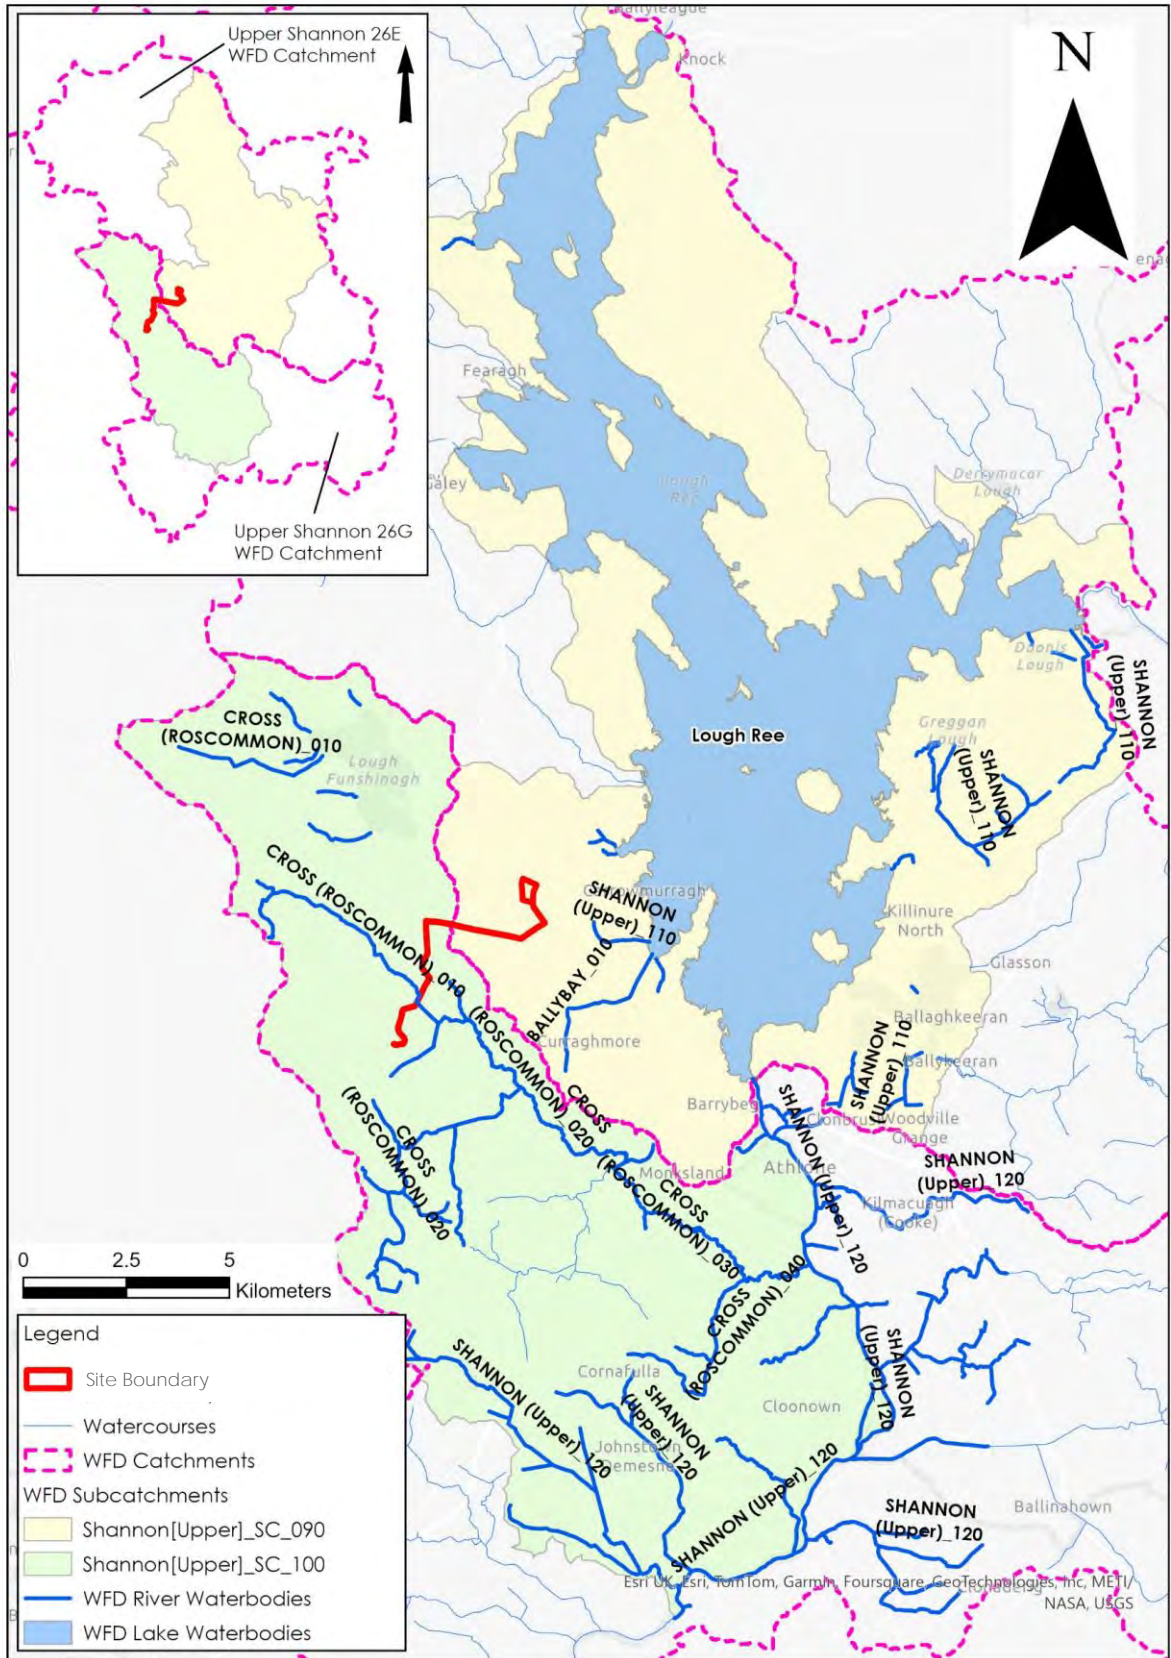 Upper Shannon 26E
WFD Catchment
Upper Shannon 26G
WFD Catchment
N
Knock
Fearagh
Galey
Lough
Ree
Derrymacar
Lough
Lough Ree
Doonis
Lough
SHANNON
(Upper)_110
Greggan
Lough
SHANNON
(Upper)_110
CROSS
(ROSCOMMON)_010
Lough
Funshinagh
CROSS (ROSCOMMON)_010
SHANNON
(Upper)_110
BALLYBAY_010
Curraghmore
Killinure
North
Glasson
Ballaghkeeran
Ballykeeran
SHANNON
(Upper)_110
CROSS
(ROSCOMMON)_020
Barrybeg
Clonbrusk
Woodville
Grange
CROSS
(ROSCOMMON)_020
Monksland
Athlone
SHANNON
(Upper)_120
SHANNON
(Upper)_120
Kilmacuagh
(Cooke)
CROSS
(ROSCOMMON)_030
CROSS
(ROSCOMMON)_040
0 2.5 5
Kilometers
SHANNON (Upper)_120
Cornafulla
SHANNON
(Upper)_120
Cloonown
SHANNON
(Upper)_120
Johnstown
Demesne
SHANNON (Upper)_120
SHANNON
(Upper)_120
Ballinahown
Legend
Site Boundary
Watercourses
WFD Catchments
WFD Subcatchments
Shannon[Upper]_SC_090
Shannon[Upper]_SC_100
WFD River Waterbodies
WFD Lake Waterbodies
Esri UK, Esri, TomTom, Garmin, Foursquare, GeoTechnologies, Inc, METI/
NASA, USGS